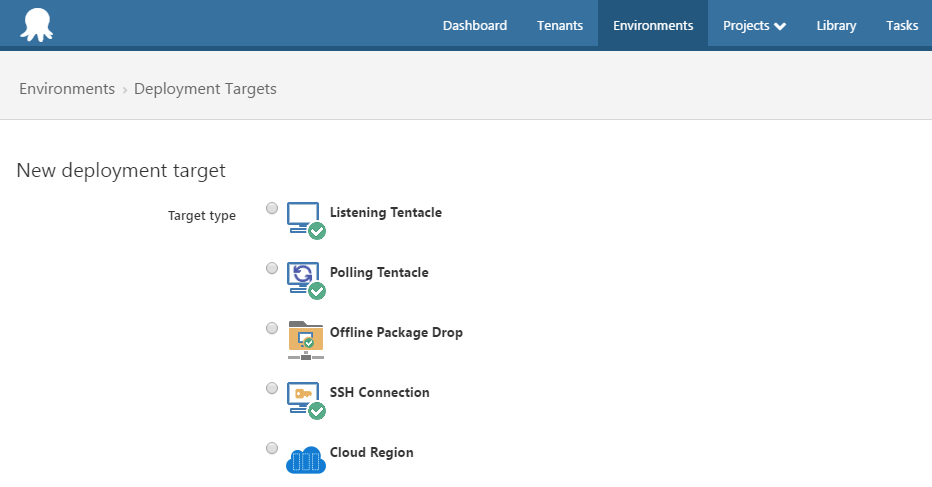 Dashboard Tenants Environments Projects Library Tasks
Environments › Deployment Targets
New deployment target
Target type
Listening Tentacle
Polling Tentacle
Offline Package Drop
SSH Connection
Cloud Region